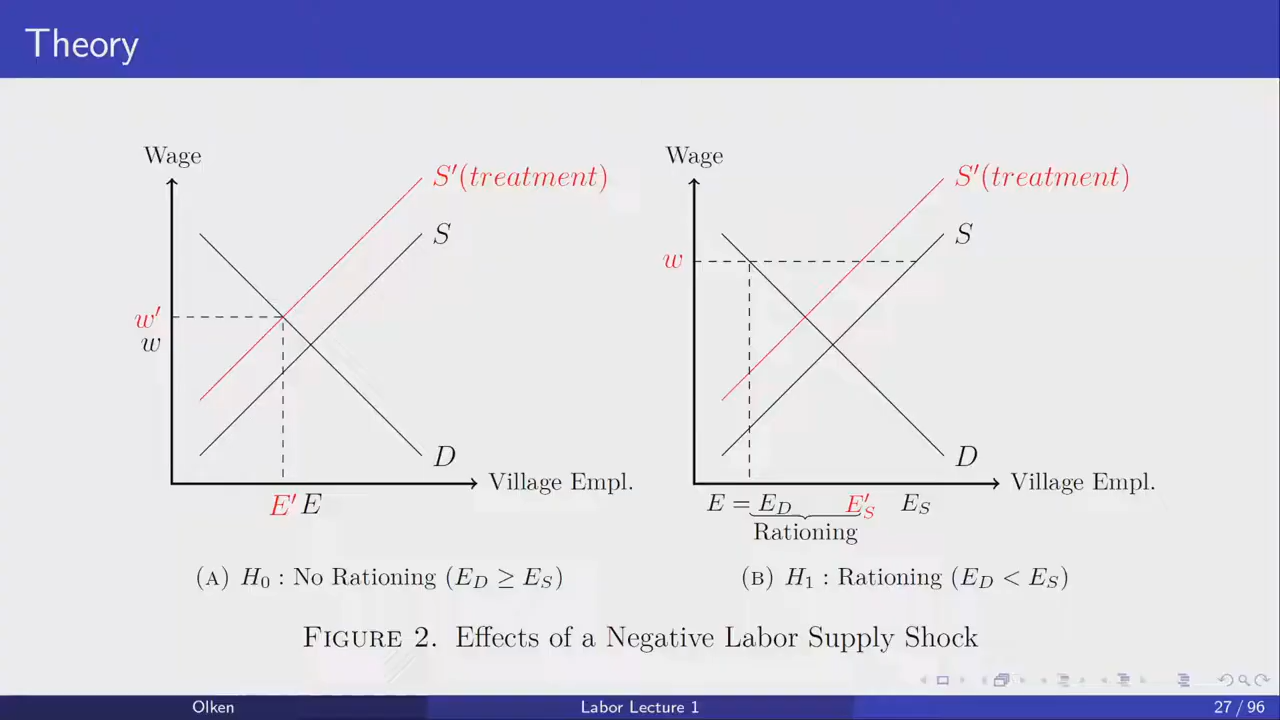 Theory
Wage
S′(treatment)
S
w′
w
D
Village Empl.
E′ E
(A) H₀ : No Rationing (E_D ≥ E_S)
Wage
S′(treatment)
S
w
D
Village Empl.
E = E_D E′_S E_S
Rationing
(B) H₁ : Rationing (E_D < E_S)
FIGURE 2. Effects of a Negative Labor Supply Shock
Olken Labor Lecture 1 27 / 96